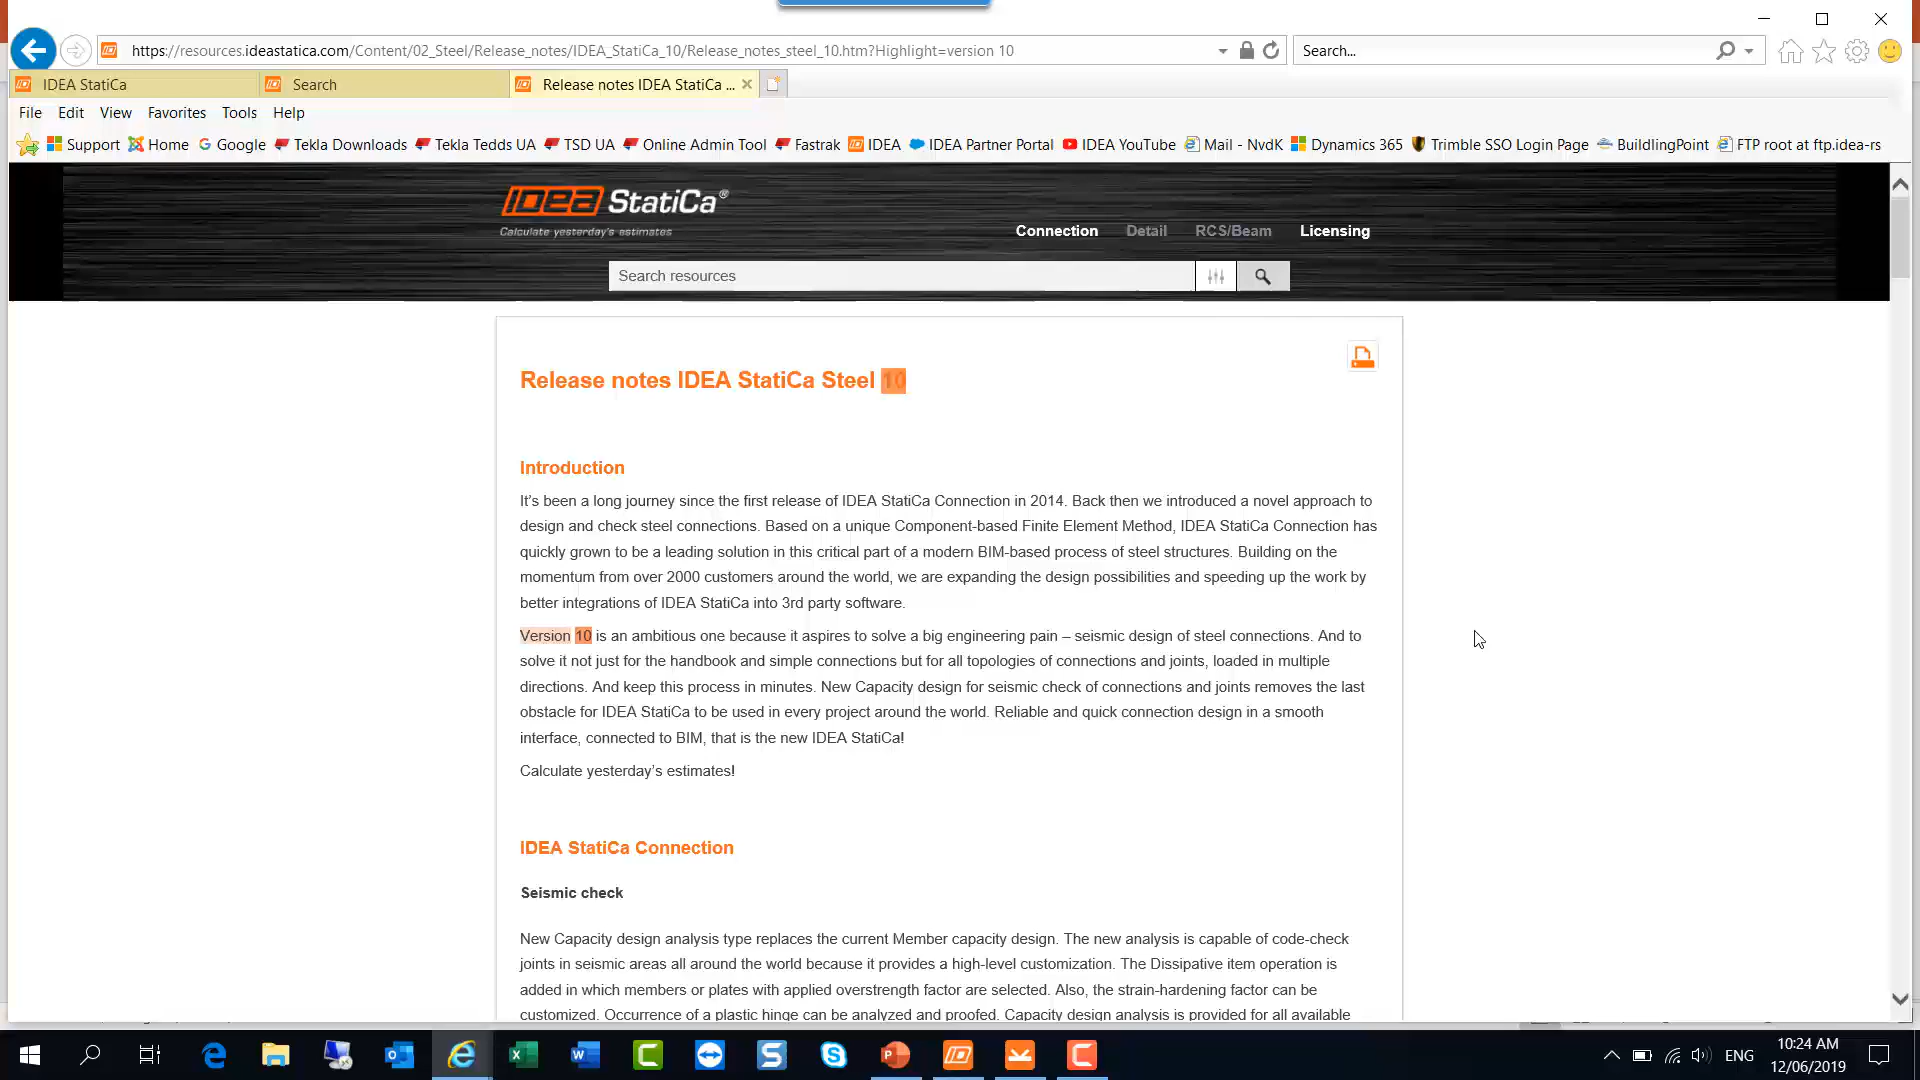 https://resources.ideastatica.com/Content/02_Steel/Release_notes/IDEA_StatiCa_10/Release_notes_steel_10.htm?Highlight=version 10
Search...
IDEA StatiCa
Search
Release notes IDEA StatiCa ...
File Edit View Favorites Tools Help
Support Home Google Tekla Downloads Tekla Tedds UA TSD UA Online Admin Tool Fastrak IDEA IDEA Partner Portal IDEA YouTube Mail - NvdK Dynamics 365 Trimble SSO Login Page BuildlingPoint FTP root at ftp.idea-rs
IDEA StatiCa®
Calculate yesterday's estimates
Connection Detail RCS/Beam Licensing
Search resources
Release notes IDEA StatiCa Steel 10
Introduction
It's been a long journey since the first release of IDEA StatiCa Connection in 2014. Back then we introduced a novel approach to
design and check steel connections. Based on a unique Component-based Finite Element Method, IDEA StatiCa Connection has
quickly grown to be a leading solution in this critical part of a modern BIM-based process of steel structures. Building on the
momentum from over 2000 customers around the world, we are expanding the design possibilities and speeding up the work by
better integrations of IDEA StatiCa into 3rd party software.
Version 10 is an ambitious one because it aspires to solve a big engineering pain – seismic design of steel connections. And to
solve it not just for the handbook and simple connections but for all topologies of connections and joints, loaded in multiple
directions. And keep this process in minutes. New Capacity design for seismic check of connections and joints removes the last
obstacle for IDEA StatiCa to be used in every project around the world. Reliable and quick connection design in a smooth
interface, connected to BIM, that is the new IDEA StatiCa!
Calculate yesterday's estimates!
IDEA StatiCa Connection
Seismic check
New Capacity design analysis type replaces the current Member capacity design. The new analysis is capable of code-check
joints in seismic areas all around the world because it provides a high-level customization. The Dissipative item operation is
added in which members or plates with applied overstrength factor are selected. Also, the strain-hardening factor can be
customized. Occurrence of a plastic hinge can be analyzed and proofed. Capacity design analysis is provided for all available
ENG
10:24 AM
12/06/2019